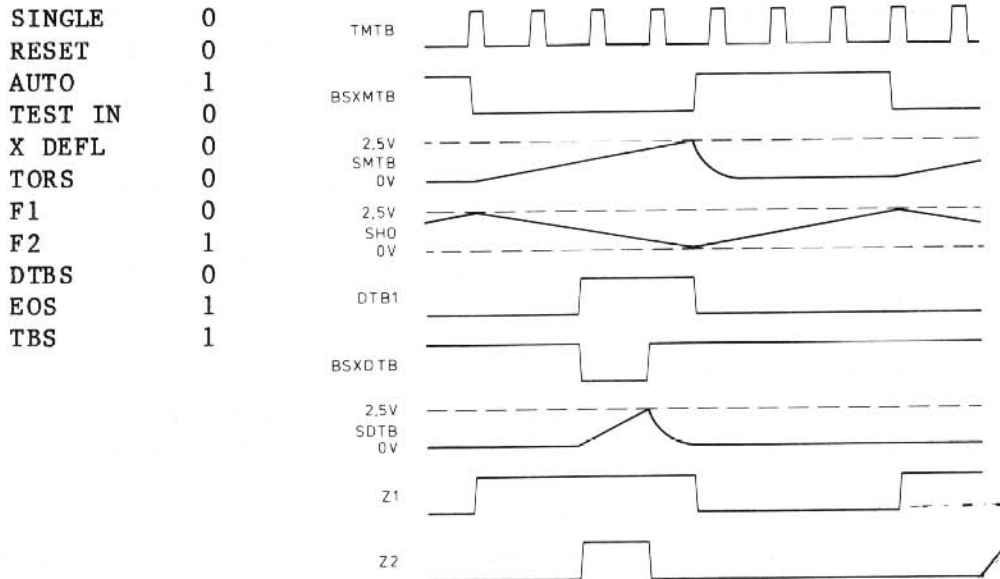 SINGLE 0
RESET 0
AUTO 1
TEST IN 0
X DEFL 0
TORS 0
F1 0
F2 1
DTBS 0
EOS 1
TBS 1
TMTB
BSXMTB
2,5V
SMTB
0V
2,5V
SHO
0V
DTB1
BSXDTB
2,5V
SDTB
0V
Z1
Z2